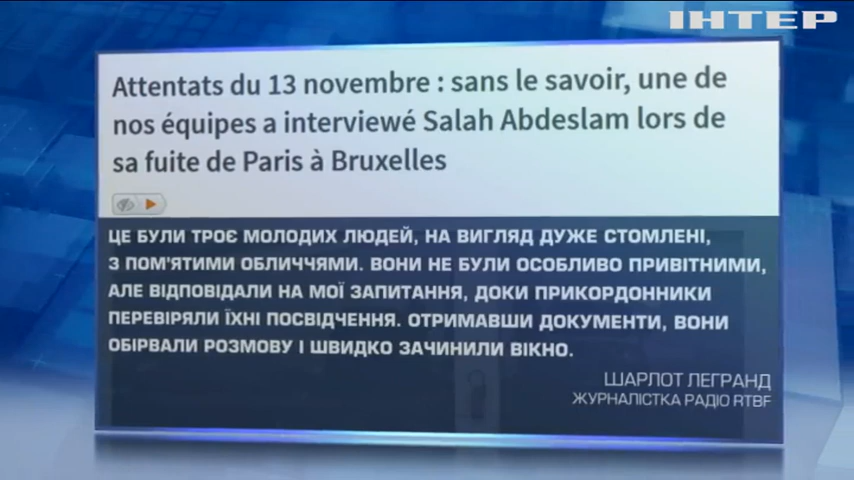 ІНТЕР
Attentats du 13 novembre : sans le savoir, une de
nos équipes a interviewé Salah Abdeslam lors de
sa fuite de Paris à Bruxelles
ЦЕ БУЛИ ТРОЄ МОЛОДИХ ЛЮДЕЙ, НА ВИГЛЯД ДУЖЕ СТОМЛЕНІ,
З ПОМ'ЯТИМИ ОБЛИЧЧЯМИ. ВОНИ НЕ БУЛИ ОСОБЛИВО ПРИВІТНИМИ,
АЛЕ ВІДПОВІДАЛИ НА МОЇ ЗАПИТАННЯ, ДОКИ ПРИКОРДОННИКИ
ПЕРЕВІРЯЛИ ЇХНІ ПОСВІДЧЕННЯ. ОТРИМАВШИ ДОКУМЕНТИ, ВОНИ
ОБІРВАЛИ РОЗМОВУ І ШВИДКО ЗАЧИНИЛИ ВІКНО.
ШАРЛОТ ЛЕГРАНД
ЖУРНАЛІСТКА РАДІО RTBF